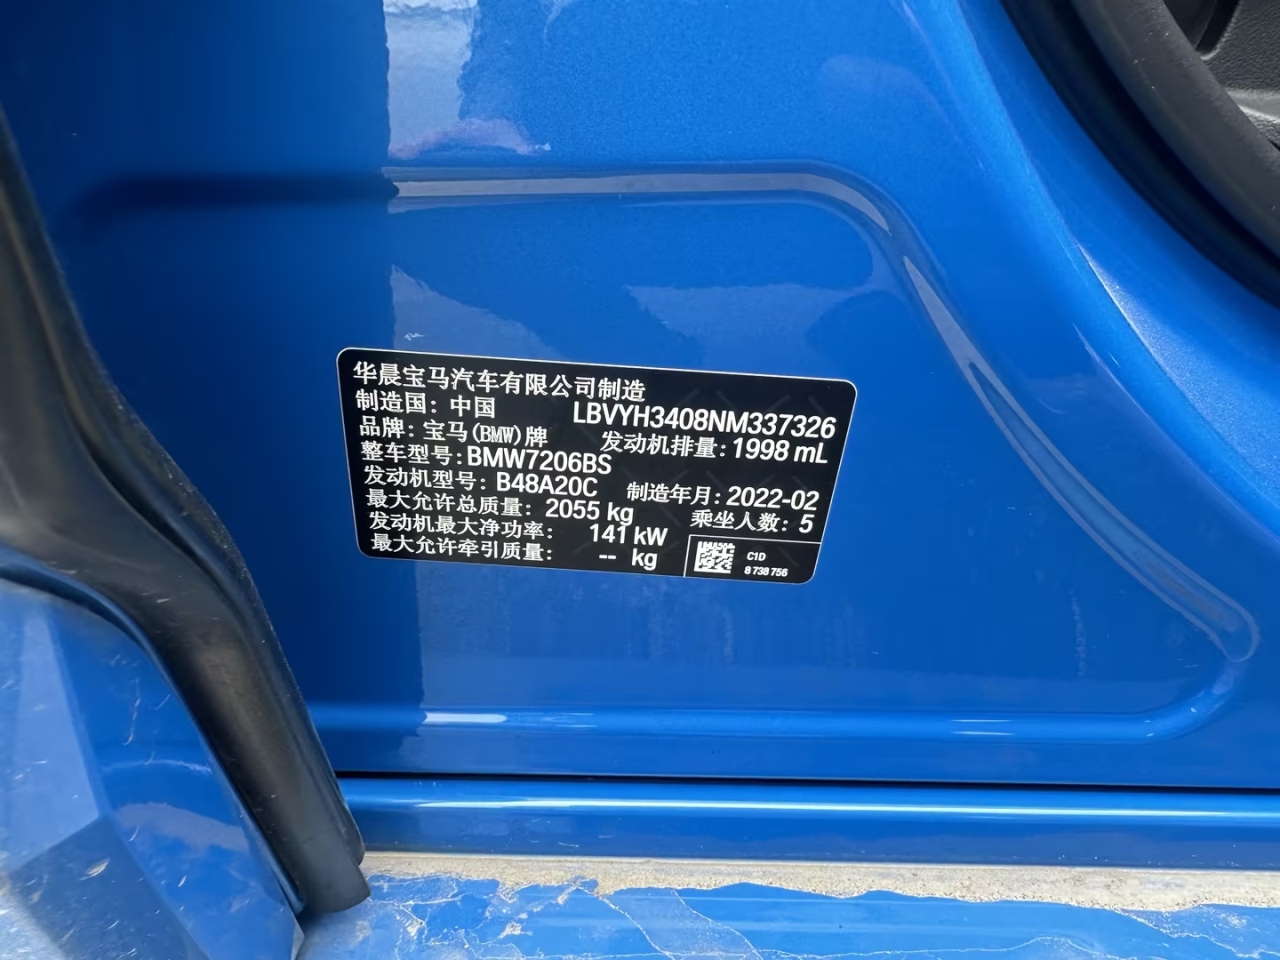 华晨宝马汽车有限公司制造
制造国：中国 LBVYH3408NM337326
品牌：宝马(BMW)牌 发动机排量：1998 mL
整车型号：BMW7206BS
发动机型号：B48A20C 制造年月：2022-02
最大允许总质量：2055 kg 乘坐人数：5
发动机最大净功率：141 kW
最大允许牵引质量：-- kg
C1D
8 738 756